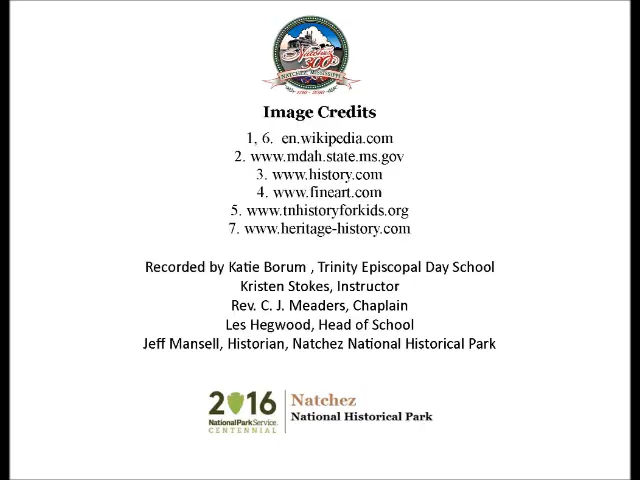 Natchez
300
NATCHEZ, MISSISSIPPI
Image Credits
1, 6.  en.wikipedia.com
2. www.mdah.state.ms.gov
3. www.history.com
4. www.fineart.com
5. www.tnhistoryforkids.org
7. www.heritage-history.com
Recorded by Katie Borum , Trinity Episcopal Day School
Kristen Stokes, Instructor
Rev. C. J. Meaders, Chaplain
Les Hegwood, Head of School
Jeff Mansell, Historian, Natchez National Historical Park
2016
National Park Service
CENTENNIAL
Natchez
National Historical Park